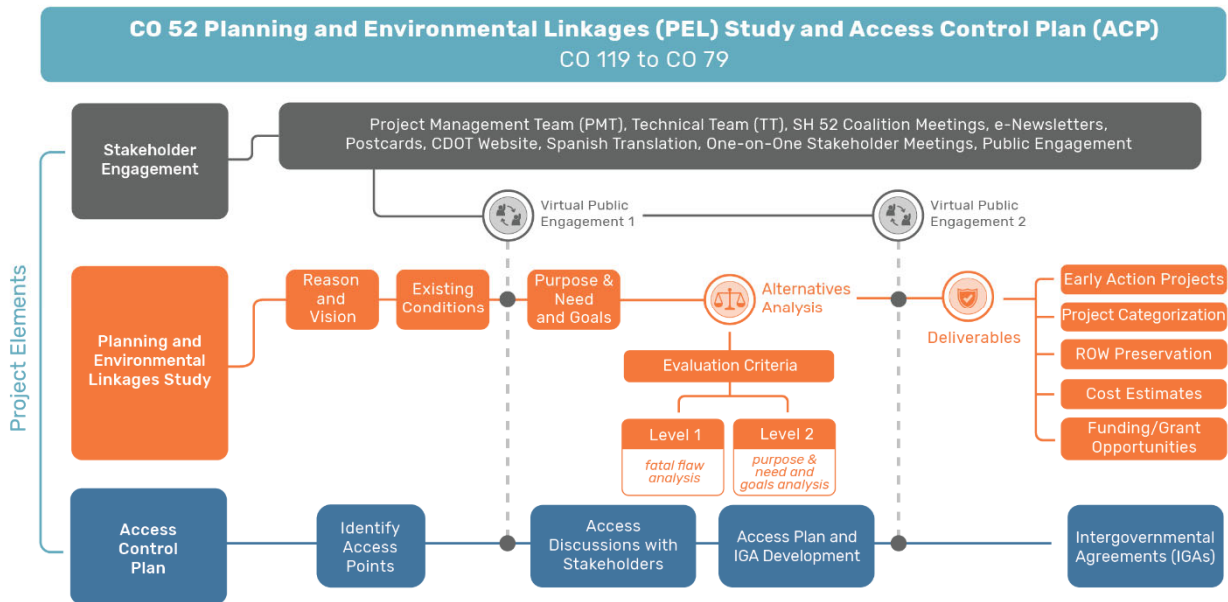 CO 52 Planning and Environmental Linkages (PEL) Study and Access Control Plan (ACP)
CO 119 to CO 79
Project Elements
Stakeholder
Engagement
Project Management Team (PMT), Technical Team (TT), SH 52 Coalition Meetings, e-Newsletters,
Postcards, CDOT Website, Spanish Translation, One-on-One Stakeholder Meetings, Public Engagement
Virtual Public
Engagement 1
Virtual Public
Engagement 2
Planning and
Environmental
Linkages Study
Reason
and
Vision
Existing
Conditions
Purpose &
Need
and Goals
Alternatives
Analysis
Evaluation Criteria
Level 1
fatal flaw
analysis
Level 2
purpose &
need and
goals analysis
Deliverables
Early Action Projects
Project Categorization
ROW Preservation
Cost Estimates
Funding/Grant
Opportunities
Access
Control
Plan
Identify
Access
Points
Access
Discussions with
Stakeholders
Access Plan and
IGA Development
Intergovernmental
Agreements (IGAs)